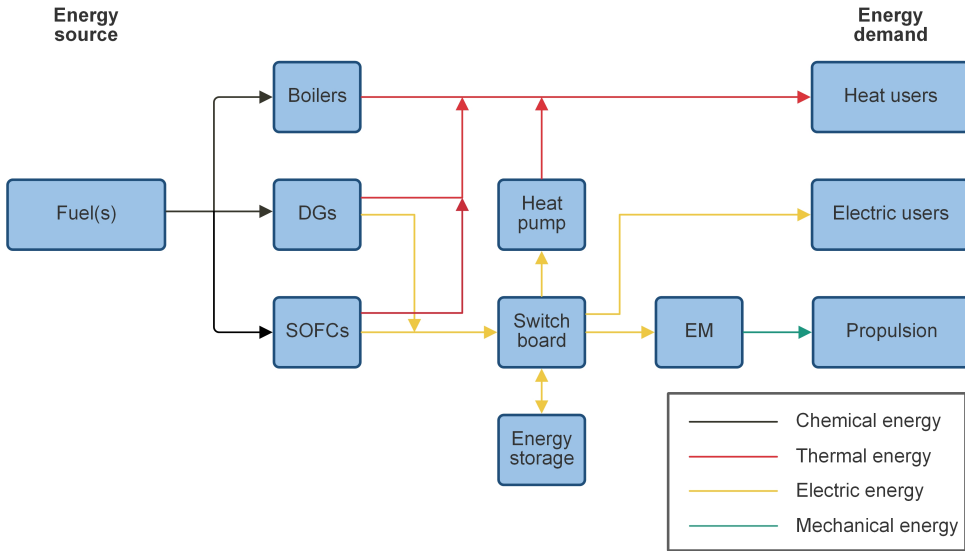 Energy
source
Energy
demand
Boilers
Heat users
Fuel(s)
DGs
Heat
pump
Electric users
SOFCs
Switch
board
EM
Propulsion
Energy
storage
Chemical energy
Thermal energy
Electric energy
Mechanical energy